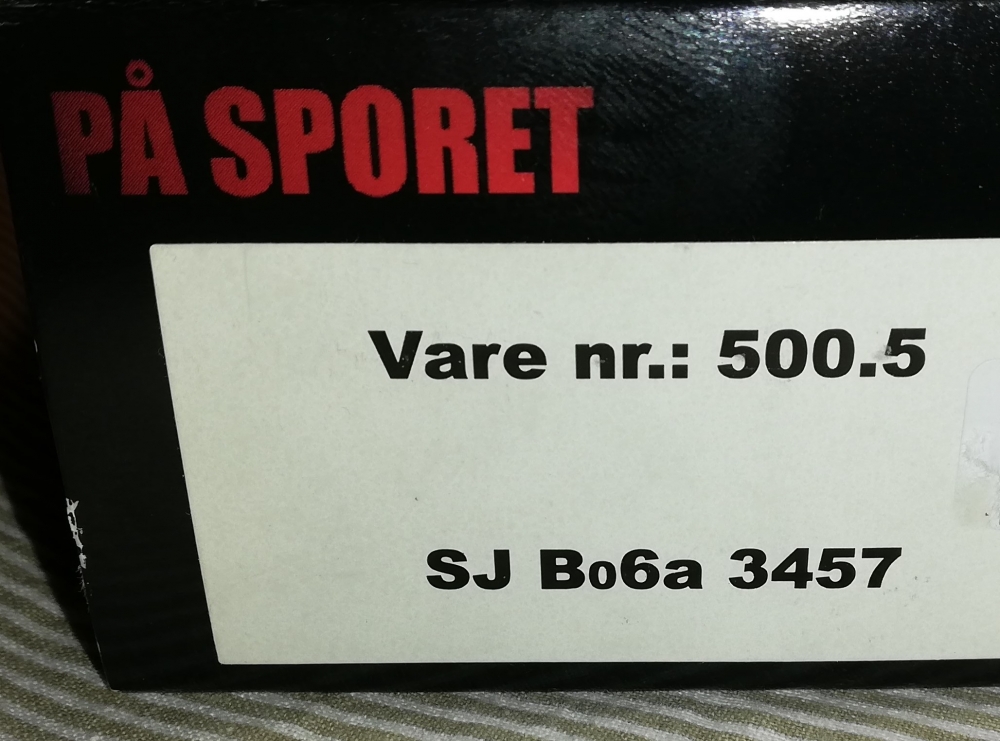 PÅ SPORET
Vare nr.: 500.5
SJ Bo6a 3457